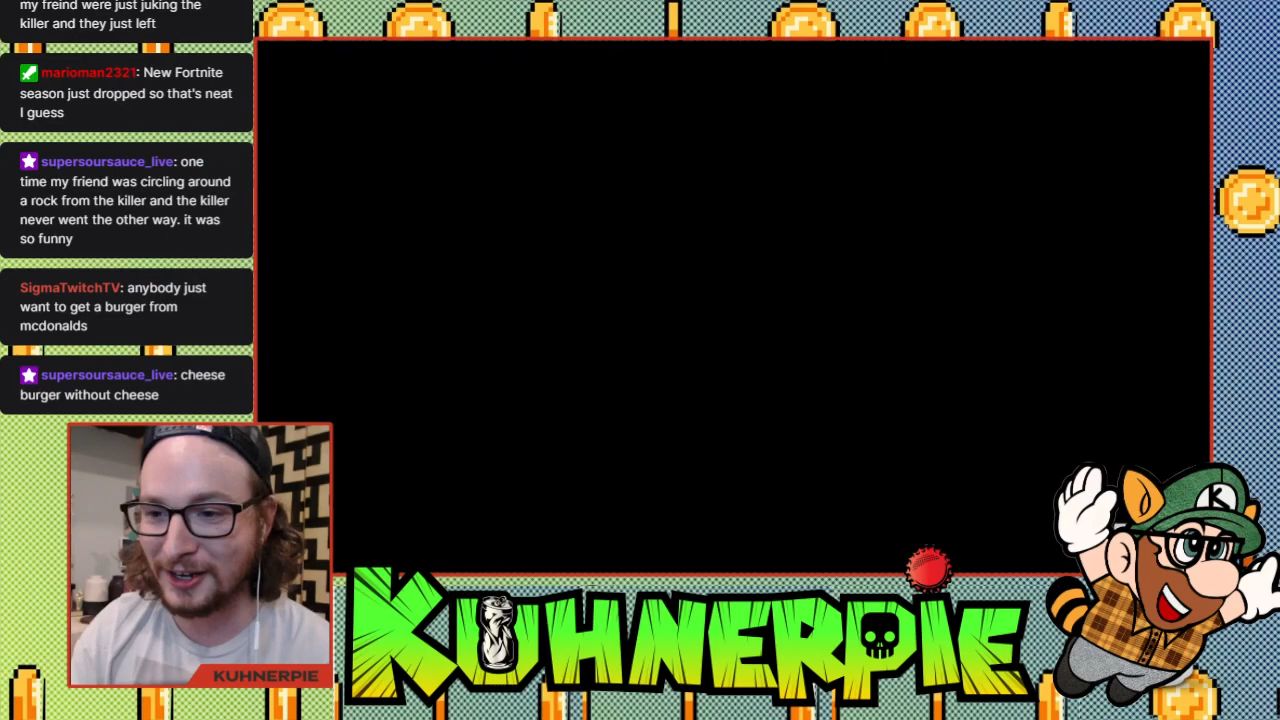 my freind were just juking the
killer and they just left
marioman2321: New Fortnite
season just dropped so that's neat
I guess
supersoursauce_live: one
time my friend was circling around
a rock from the killer and the killer
never went the other way. it was
so funny
SigmaTwitchTV: anybody just
want to get a burger from
mcdonalds
supersoursauce_live: cheese
burger without cheese
KUHNERPIE
KUHNERPIE
K